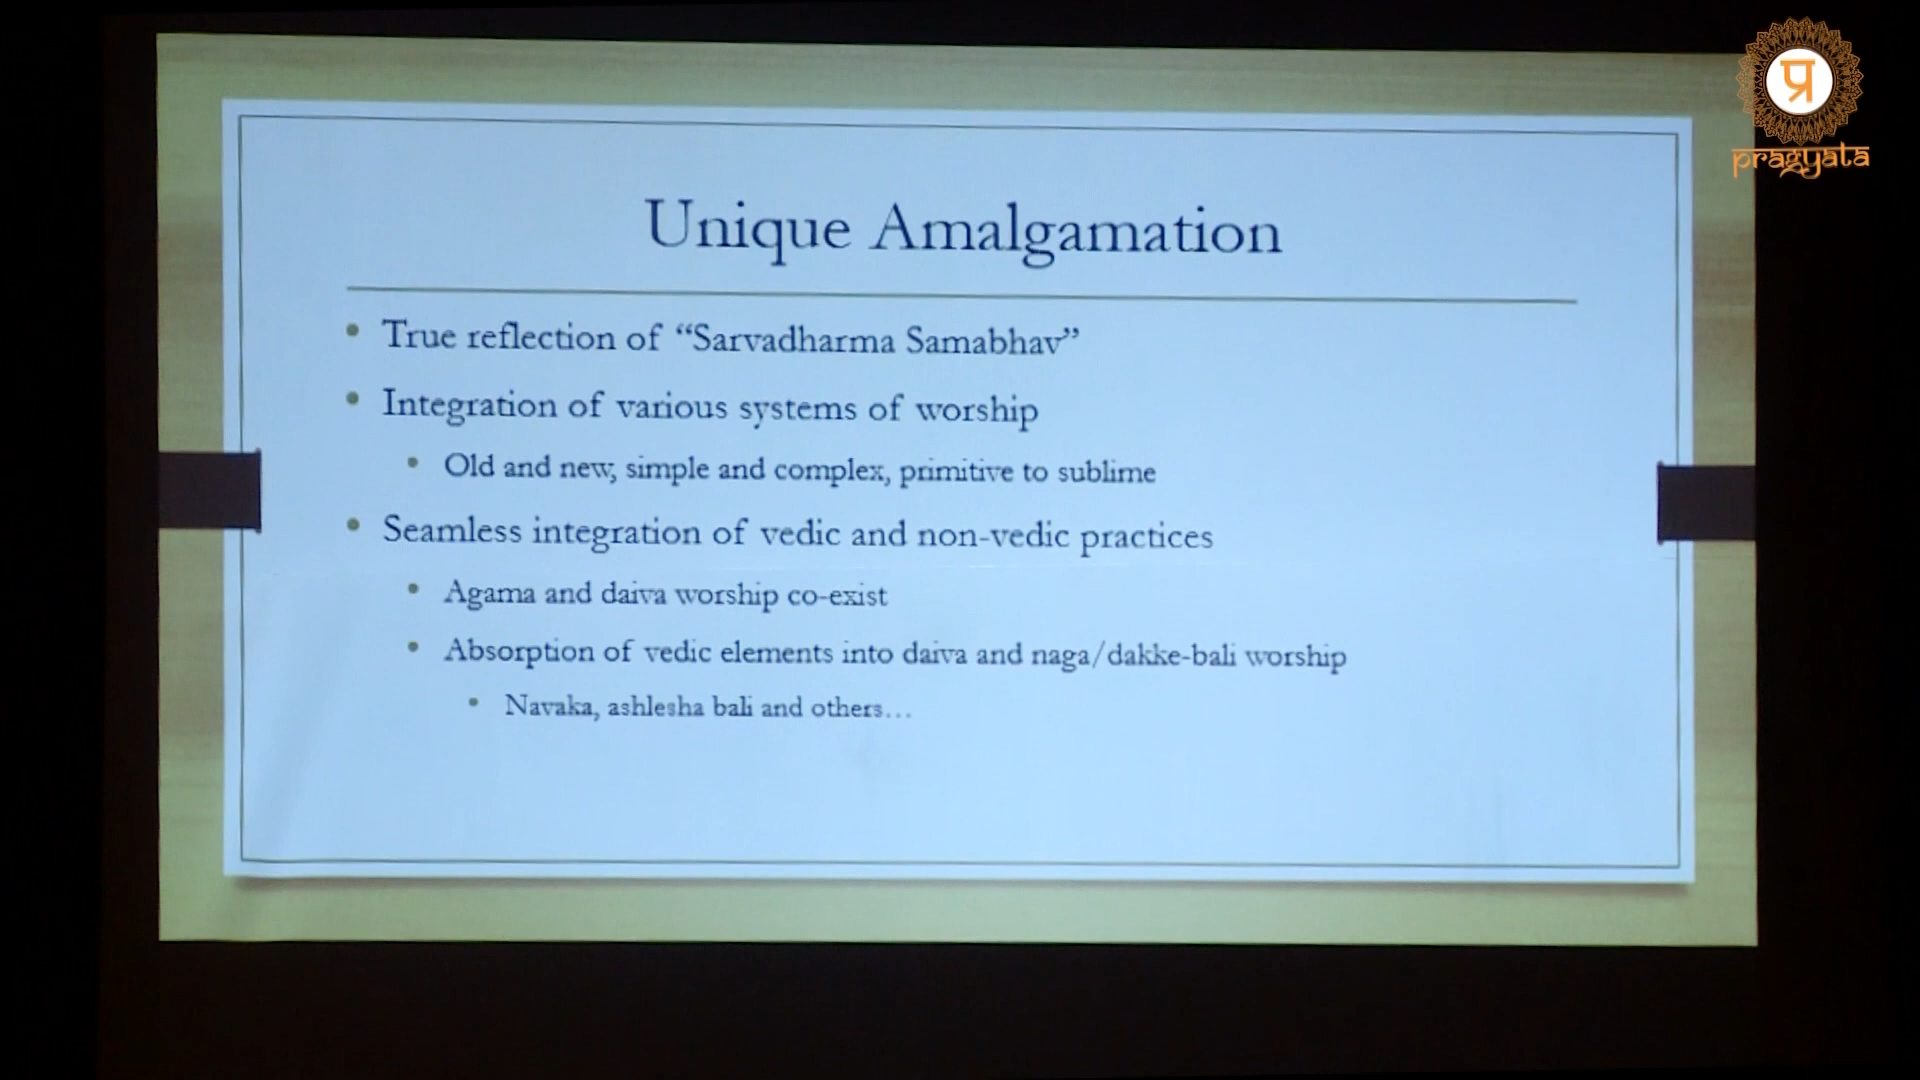 प्र
pragyata
Unique Amalgamation
• True reflection of “Sarvadharma Samabhav”
• Integration of various systems of worship
• Old and new, simple and complex, primitive to sublime
• Seamless integration of vedic and non-vedic practices
• Agama and daiva worship co-exist
• Absorption of vedic elements into daiva and naga/dakke-bali worship
• Navaka, ashlesha bali and others…